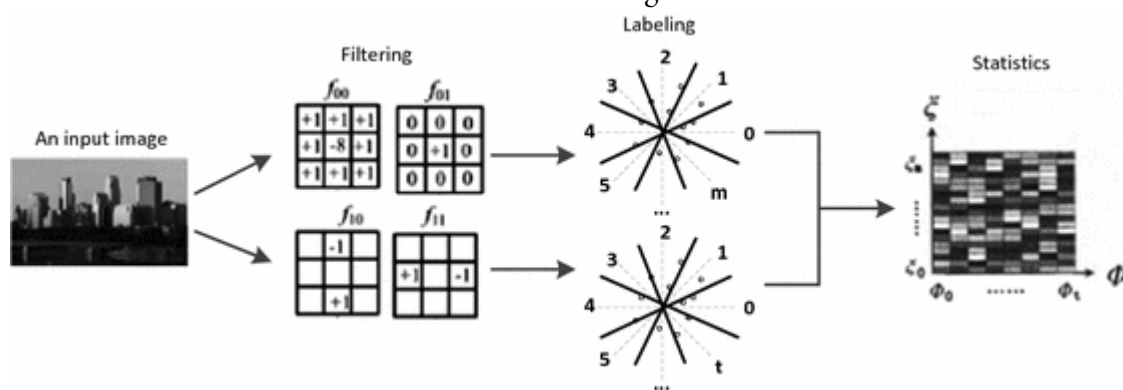 Filtering
Labeling
Statistics
An input image
f00
f01
+1 +1 +1
+1 -8 +1
+1 +1 +1
0 0 0
0 +1 0
0 0 0
f10
f11
-1
+1
+1 -1
2
3
1
4
0
5
m
...
2
3
1
4
0
5
t
...
ξ
ξ0
Φ0
......
Φt
Φ